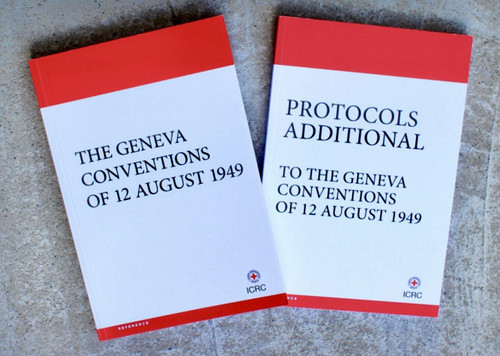 THE GENEVA
CONVENTIONS
OF 12 AUGUST 1949
ICRC
REFERENCE
PROTOCOLS
ADDITIONAL
TO THE GENEVA
CONVENTIONS
OF 12 AUGUST 1949
ICRC